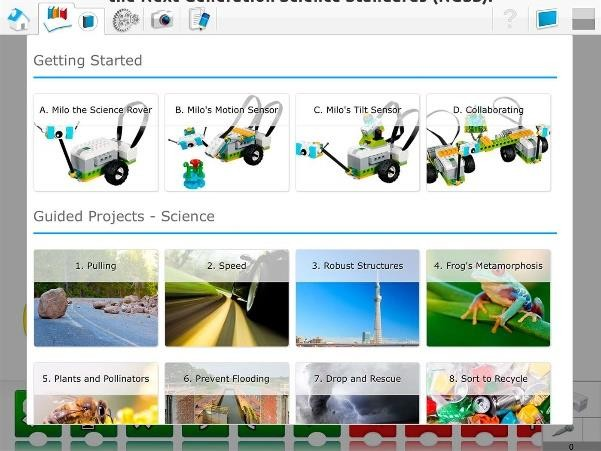 the Next Generation Science Standards (NGSS).
Getting Started
A. Milo the Science Rover
B. Milo's Motion Sensor
C. Milo's Tilt Sensor
D. Collaborating
Guided Projects - Science
1. Pulling
2. Speed
3. Robust Structures
4. Frog's Metamorphosis
5. Plants and Pollinators
6. Prevent Flooding
7. Drop and Rescue
8. Sort to Recycle
0